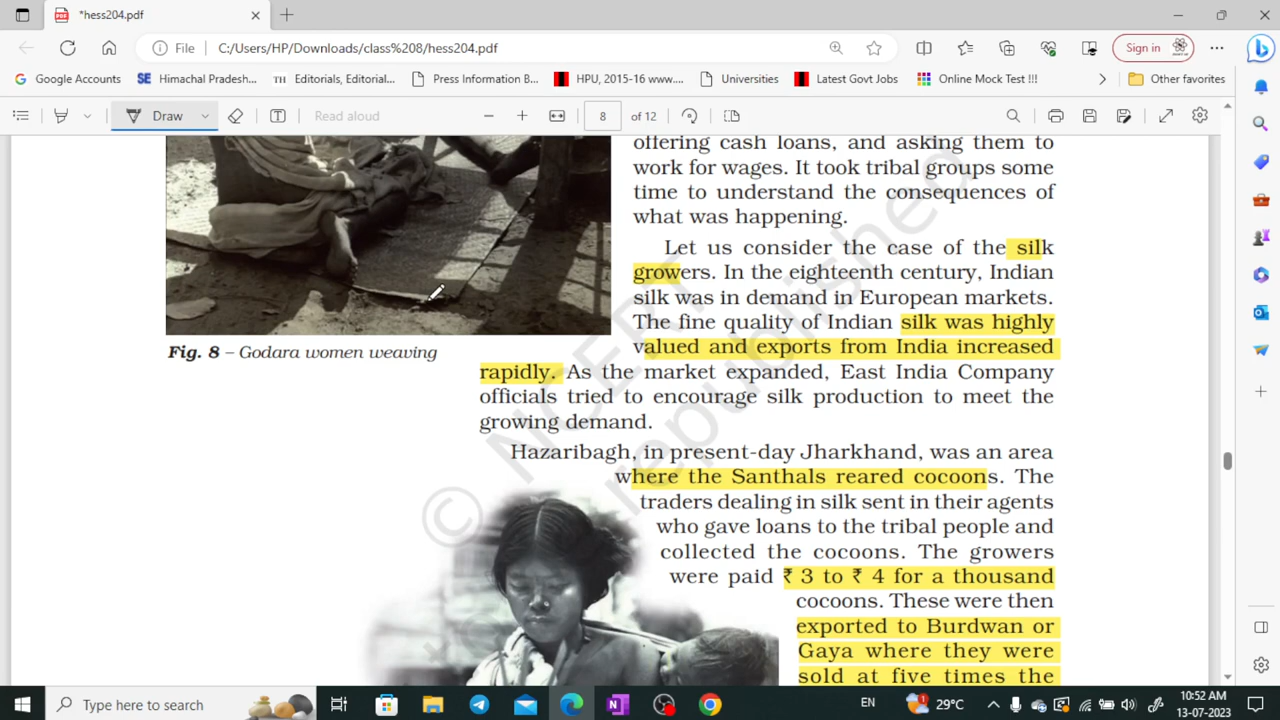 *hess204.pdf
File
C:/Users/HP/Downloads/class%208/hess204.pdf
Sign in
Google Accounts
SE Himachal Pradesh...
TH Editorials, Editorial...
Press Information B...
HPU, 2015-16 www....
Universities
Latest Govt Jobs
Online Mock Test !!!
Other favorites
Draw
Read aloud
8 of 12
offering cash loans, and asking them to
work for wages. It took tribal groups some
time to understand the consequences of
what was happening.
Let us consider the case of the silk
growers. In the eighteenth century, Indian
silk was in demand in European markets.
The fine quality of Indian silk was highly
valued and exports from India increased
rapidly. As the market expanded, East India Company
officials tried to encourage silk production to meet the
growing demand.
Fig. 8 – Godara women weaving
Hazaribagh, in present-day Jharkhand, was an area
where the Santhals reared cocoons. The
traders dealing in silk sent in their agents
who gave loans to the tribal people and
collected the cocoons. The growers
were paid ₹ 3 to ₹ 4 for a thousand
cocoons. These were then
exported to Burdwan or
Gaya where they were
sold at five times the
© NCERT
republished
Type here to search
EN
1
29°C
10:52 AM
13-07-2023